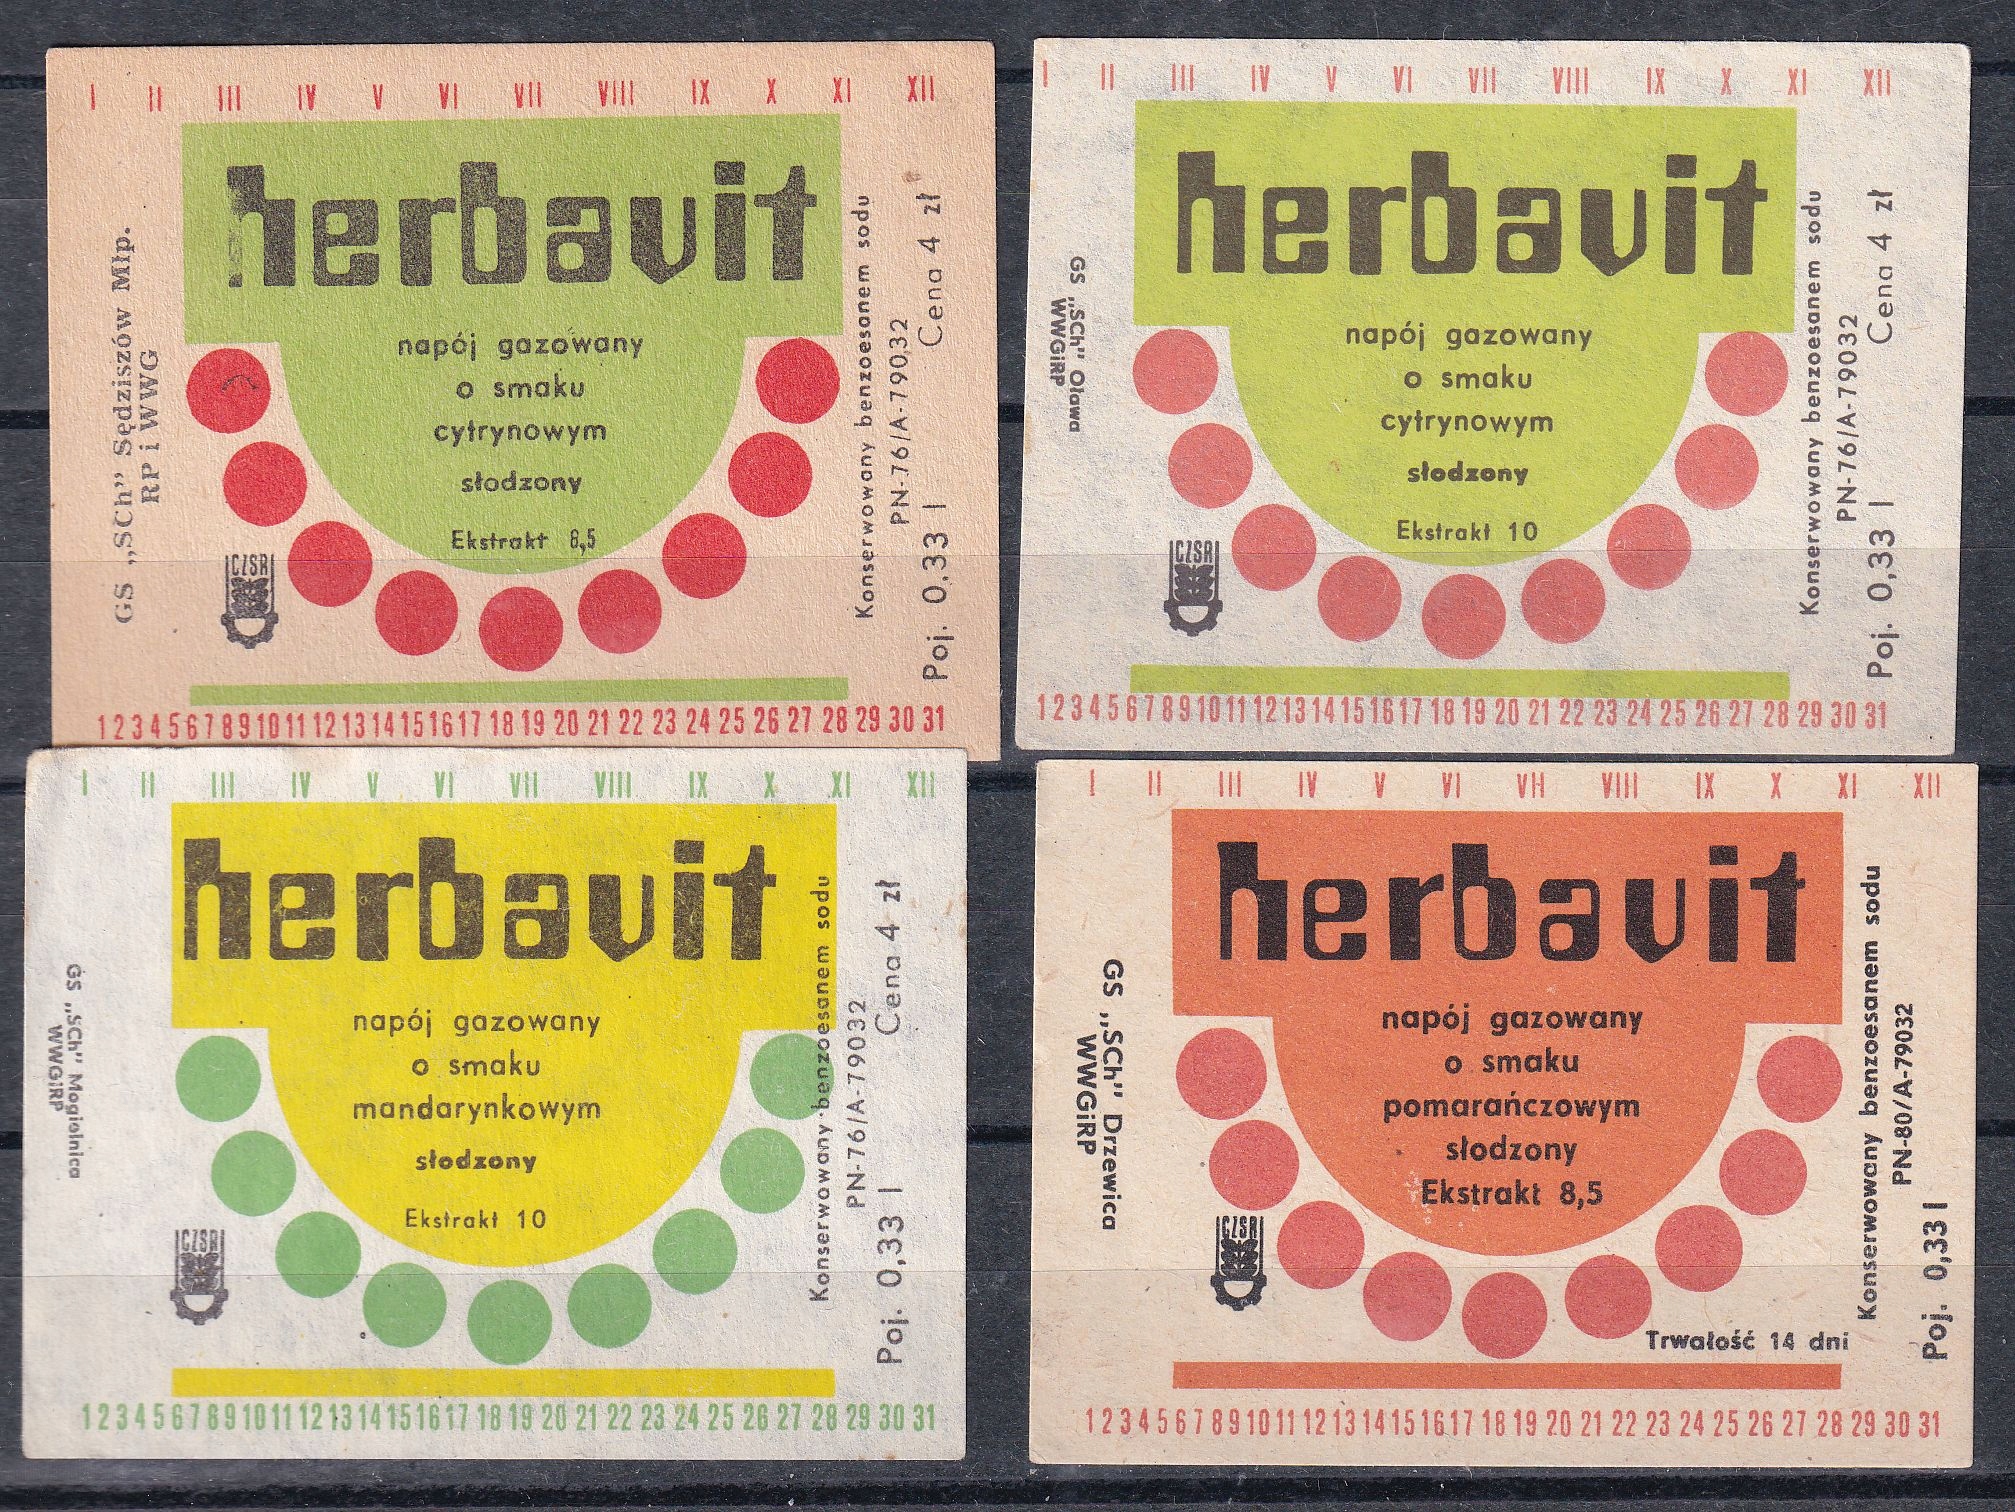 I II III IV V VI VII VIII IX X XI XII
herbavit
napój gazowany
o smaku
cytrynowym
słodzony
Ekstrakt 8,5
GS „SCh" Sędziszów Młp.
RP i WWG
CZSR
Konserwowany benzoesanem sodu
PN-76/A-79032
Poj. 0,33 l Cena 4 zł
1 2 3 4 5 6 7 8 9 10 11 12 13 14 15 16 17 18 19 20 21 22 23 24 25 26 27 28 29 30 31
I II III IV V VI VII VIII IX X XI XII
herbavit
napój gazowany
o smaku
cytrynowym
słodzony
Ekstrakt 10
GS „SCh" Oława
WWGiRP
CZSR
Konserwowany benzoesanem sodu
PN-76/A-79032
Poj. 0,33 l Cena 4 zł
1 2 3 4 5 6 7 8 9 10 11 12 13 14 15 16 17 18 19 20 21 22 23 24 25 26 27 28 29 30 31
I II III IV V VI VII VIII IX X XI XII
herbavit
napój gazowany
o smaku
mandarynkowym
słodzony
Ekstrakt 10
GS „SCh" Mogielnica
WWGiRP
CZSR
Konserwowany benzoesanem sodu
PN-76/A-79032
Poj. 0,33 l Cena 4 zł
1 2 3 4 5 6 7 8 9 10 11 12 13 14 15 16 17 18 19 20 21 22 23 24 25 26 27 28 29 30 31
I II III IV V VI VII VIII IX X XI XII
herbavit
napój gazowany
o smaku
pomarańczowym
słodzony
Ekstrakt 8,5
GS „SCh" Drzewica
WWGiRP
CZSR
Trwałość 14 dni
Konserwowany benzoesanem sodu
PN-80/A-79032
Poj. 0,33 l
1 2 3 4 5 6 7 8 9 10 11 12 13 14 15 16 17 18 19 20 21 22 23 24 25 26 27 28 29 30 31